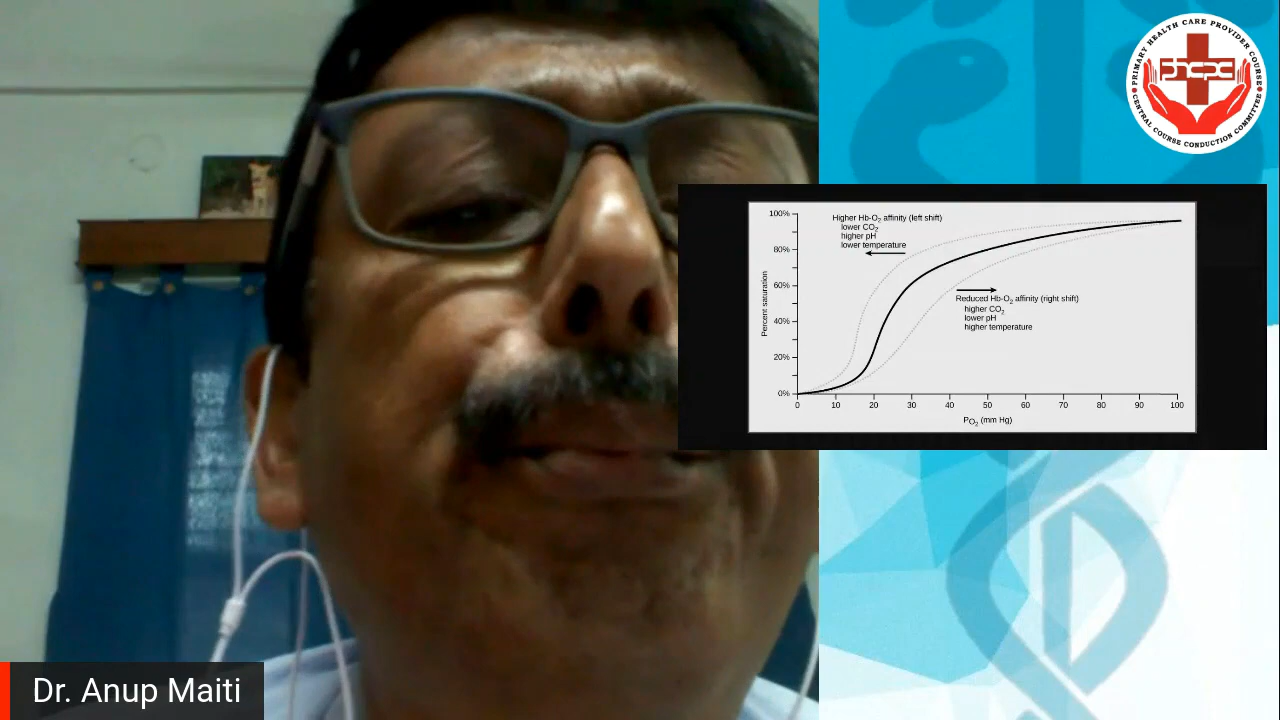 PRIMARY HEALTH CARE PROVIDER COURSE
CENTRAL COURSE CONDUCTION COMMITTEE
Higher Hb-O2 affinity (left shift)
lower CO2
higher pH
lower temperature
Reduced Hb-O2 affinity (right shift)
higher CO2
lower pH
higher temperature
Percent saturation
100%
80%
60%
40%
20%
0%
0 10 20 30 40 50 60 70 80 90 100
PO2 (mm Hg)
Dr. Anup Maiti